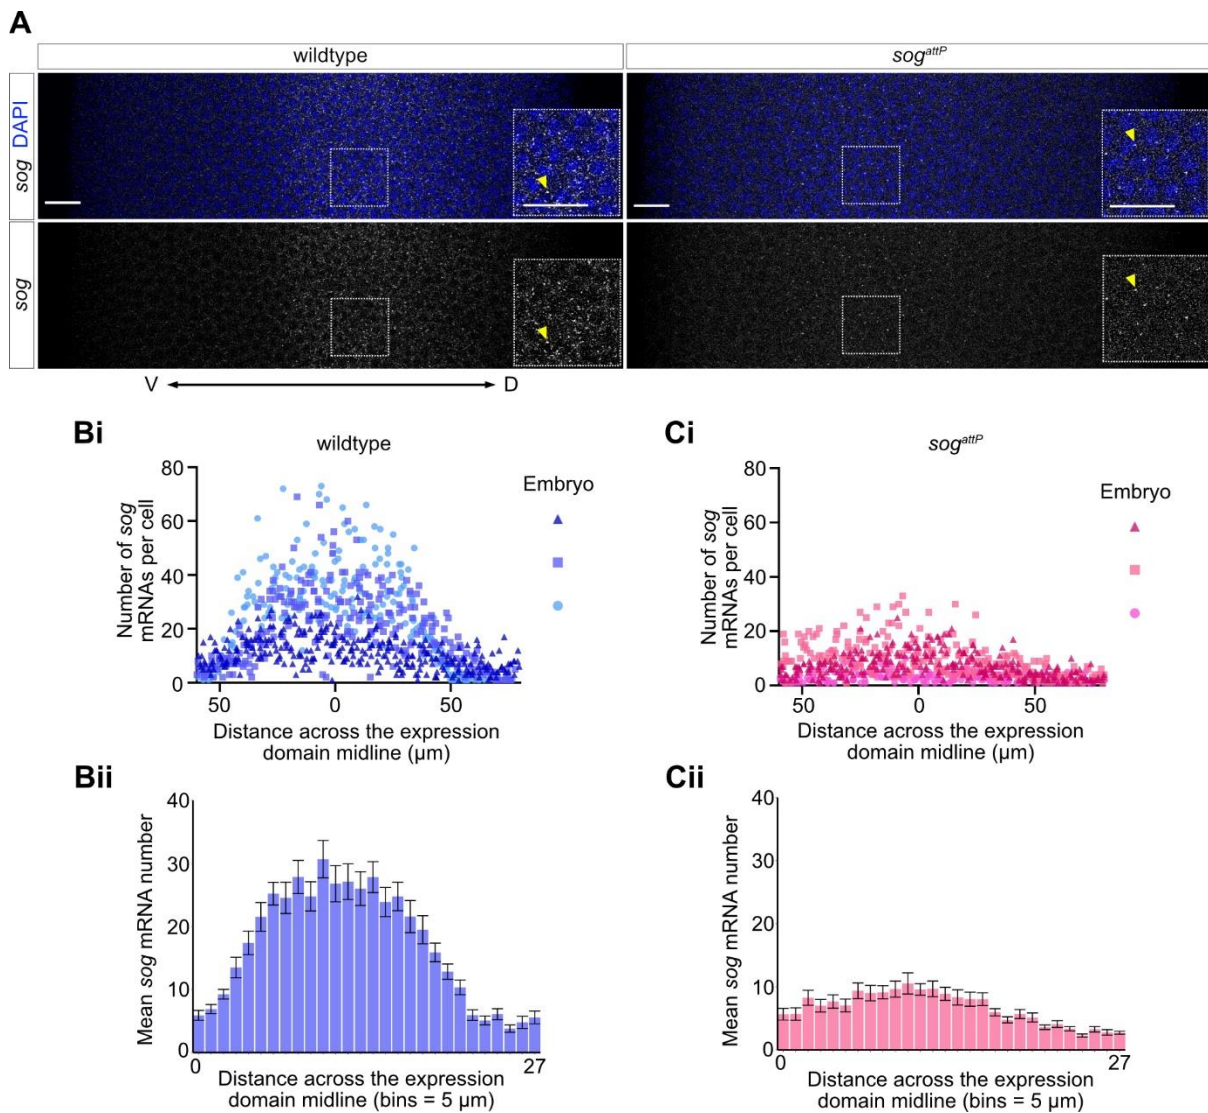 A
wildtype
sog^attP
sog DAPI
sog
V
D
Bi
wildtype
80
60
40
20
0
Number of sog
mRNAs per cell
50
0
50
Distance across the expression
domain midline (µm)
Embryo
Ci
sog^attP
80
60
40
20
0
Number of sog
mRNAs per cell
50
0
50
Distance across the expression
domain midline (µm)
Embryo
Bii
40
30
20
10
0
Mean sog mRNA number
0
27
Distance across the expression
domain midline (bins = 5 µm)
Cii
40
30
20
10
0
Mean sog mRNA number
0
27
Distance across the expression
domain midline (bins = 5 µm)